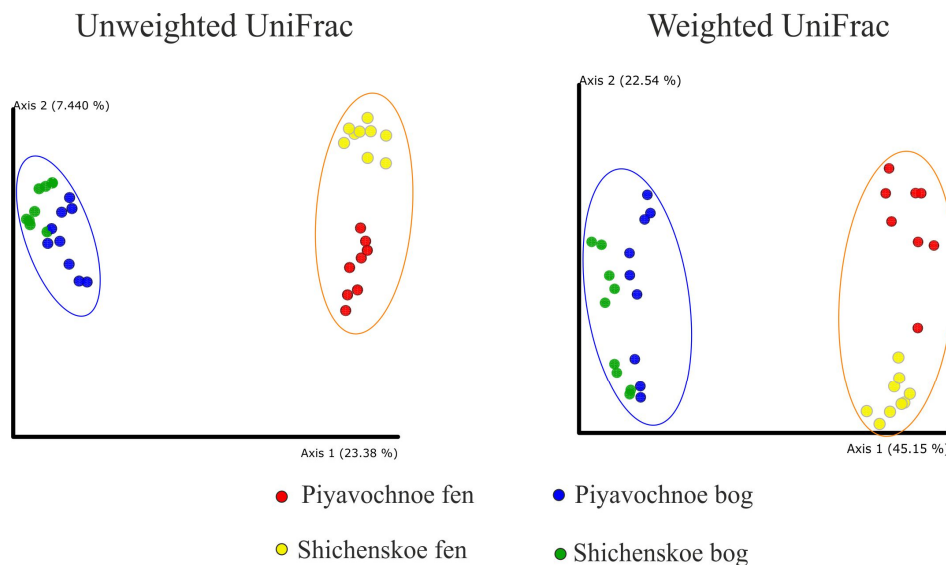 Unweighted UniFrac
Weighted UniFrac
Axis 2 (7.440 %)
Axis 2 (22.54 %)
Axis 1 (23.38 %)
Axis 1 (45.15 %)
Piyavochnoe fen
Piyavochnoe bog
Shichenskoe fen
Shichenskoe bog